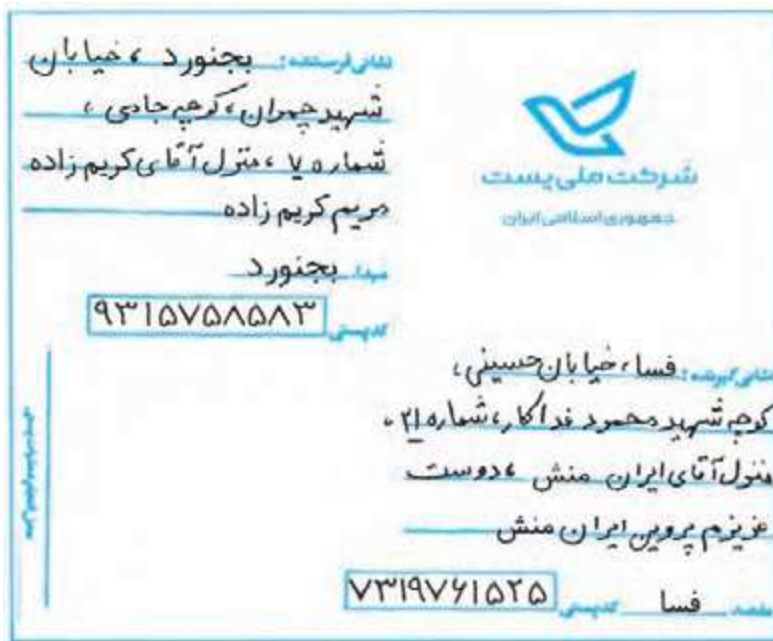 نشانی فرستنده: بجنورد ، خیابان
شهید چمران ، کوچه جامی ،
شماره ۷ ، منزل آقای کریم زاده
مریم کریم زاده
مبدا بجنورد
کدپستی ۹۳۱۵۷۵۸۵۸۳
شرکت ملی پست
جمهوری اسلامی ایران
نشانی گیرنده: فسا ، خیابان حسینی ،
کوچه شهید محمود فداکار ، شماره ۲۱ ،
منزل آقای ایران منش ، دوست
عزیزم پروین ایران منش
مقصد فسا کدپستی ۷۳۱۹۷۶۱۵۲۵